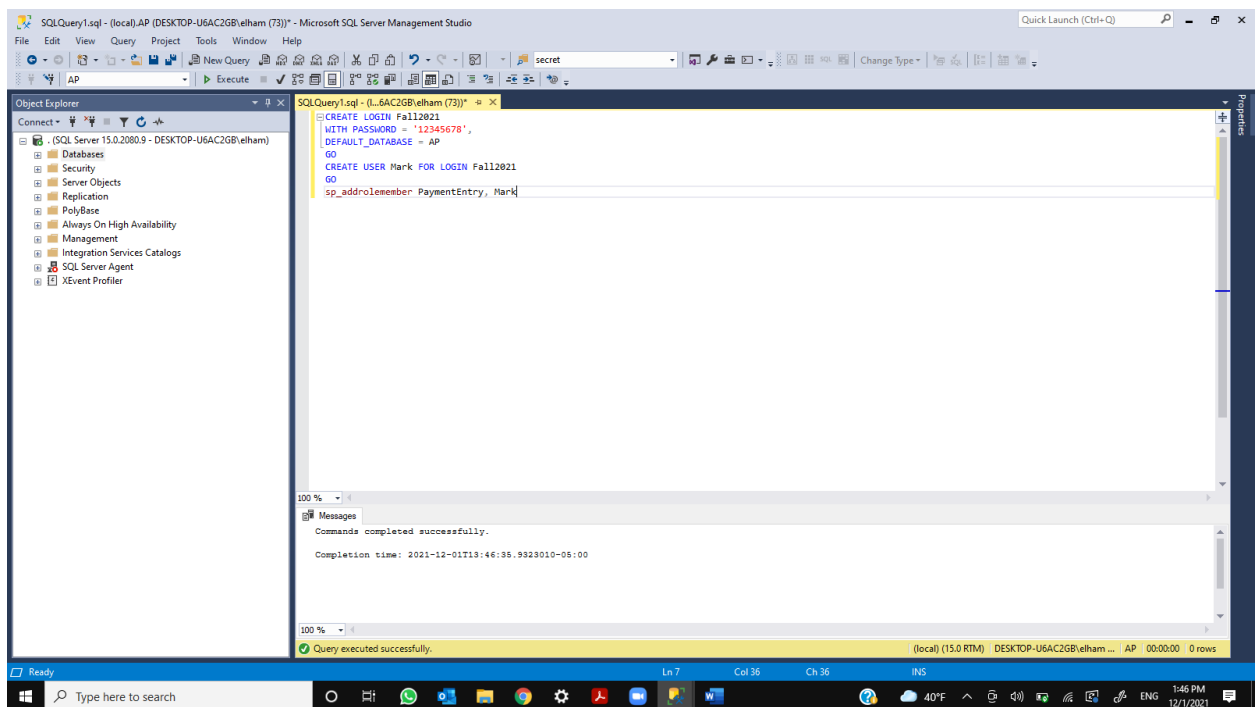 SQLQuery1.sql - (local).AP (DESKTOP-U6AC2GB\elham (73))* - Microsoft SQL Server Management Studio
Quick Launch (Ctrl+Q)
File Edit View Query Project Tools Window Help
New Query
secret
Change Type
AP
Execute
Object Explorer
SQLQuery1.sql - (l...6AC2GB\elham (73))*
Properties
Connect
. (SQL Server 15.0.2080.9 - DESKTOP-U6AC2GB\elham)
Databases
Security
Server Objects
Replication
PolyBase
Always On High Availability
Management
Integration Services Catalogs
SQL Server Agent
XEvent Profiler
CREATE LOGIN Fall2021
WITH PASSWORD = '12345678',
DEFAULT_DATABASE = AP
GO
CREATE USER Mark FOR LOGIN Fall2021
GO
sp_addrolemember PaymentEntry, Mark
100 %
Messages
Commands completed successfully.
Completion time: 2021-12-01T13:46:35.9323010-05:00
100 %
Query executed successfully.
(local) (15.0 RTM) DESKTOP-U6AC2GB\elham ... AP 00:00:00 0 rows
Ready
Ln 7 Col 36 Ch 36 INS
Type here to search
40°F
ENG
1:46 PM
12/1/2021